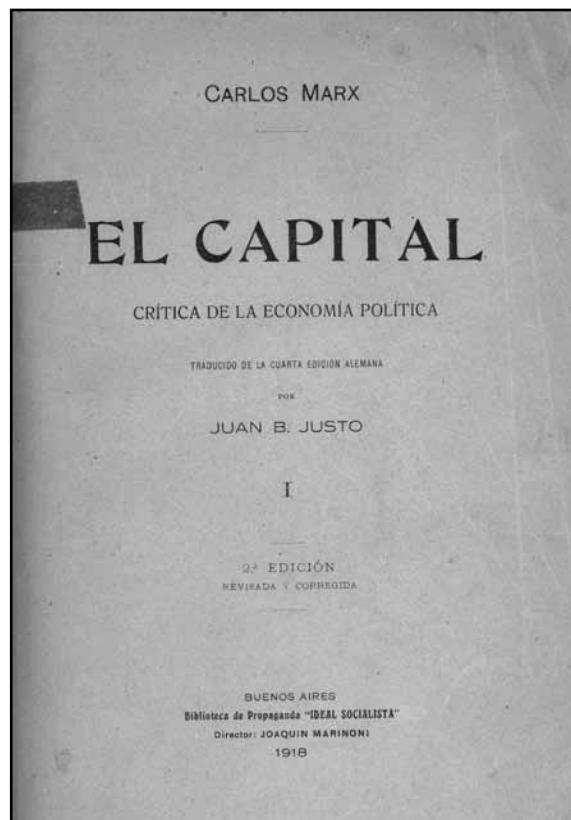 CARLOS MARX
EL CAPITAL
CRÍTICA DE LA ECONOMÍA POLÍTICA
TRADUCIDO DE LA CUARTA EDICIÓN ALEMANA
POR
JUAN B. JUSTO
I
2.ª EDICIÓN
REVISADA Y CORREGIDA
BUENOS AIRES
Biblioteca de Propaganda "IDEAL SOCIALISTA"
Director: JOAQUIN MARINONI
1918